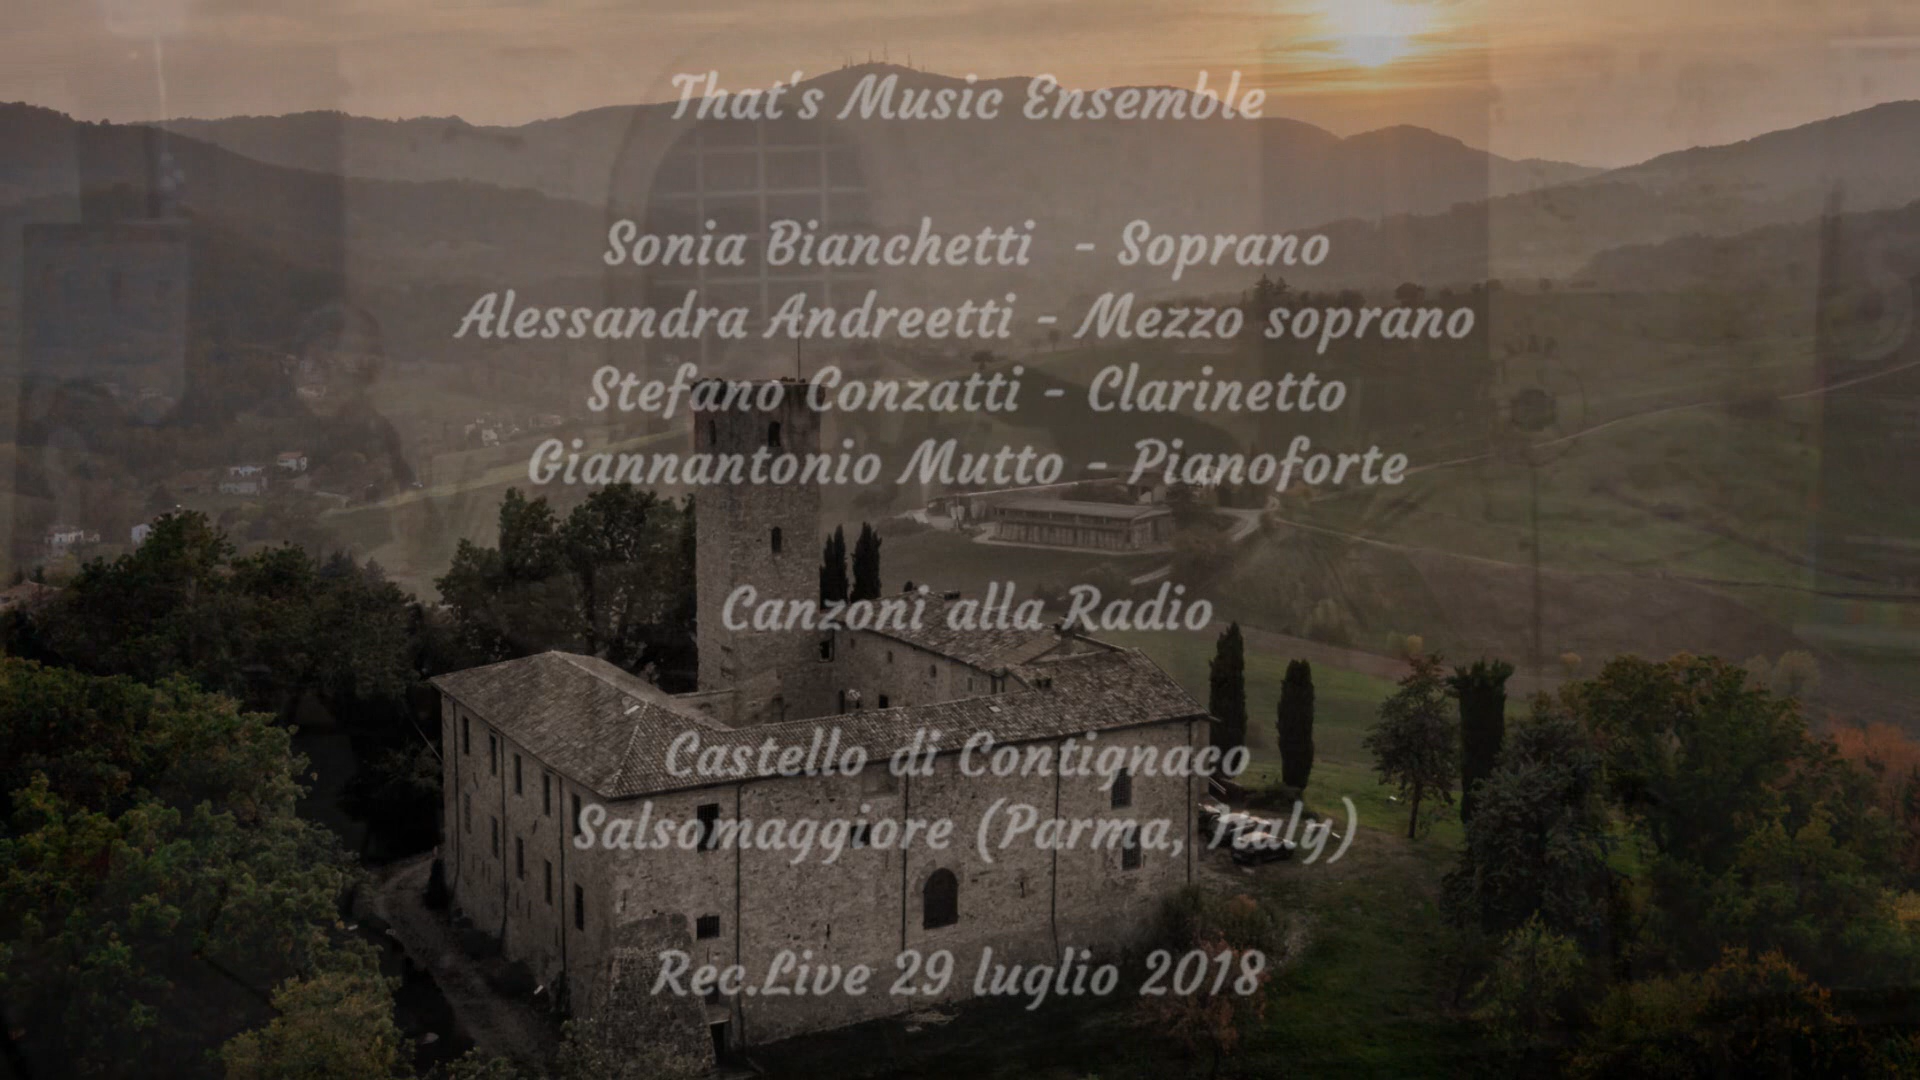 That's Music Ensemble
Sonia Bianchetti - Soprano
Alessandra Andreetti - Mezzo soprano
Stefano Conzatti - Clarinetto
Giannantonio Mutto - Pianoforte
Canzoni alla Radio
Castello di Contignaco
Salsomaggiore (Parma, Italy)
Rec.Live 29 luglio 2018